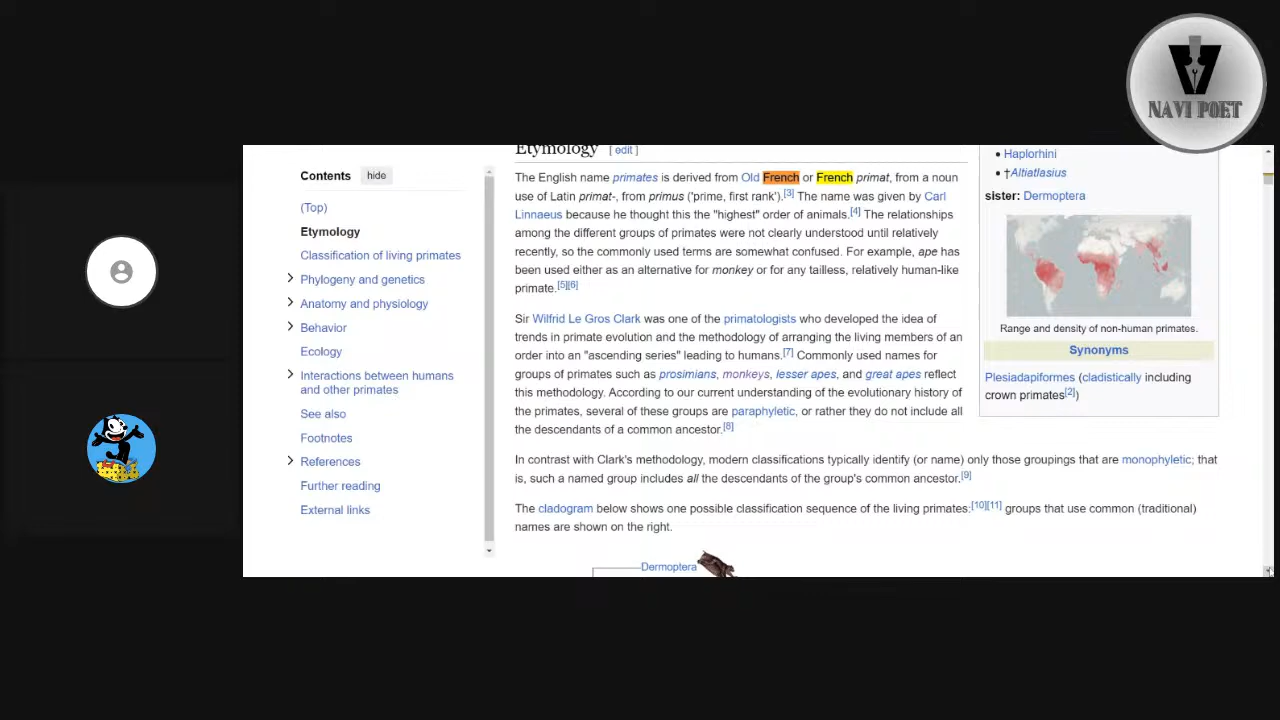 NAVI POET
Contents hide
(Top)
Etymology
Classification of living primates
Phylogeny and genetics
Anatomy and physiology
Behavior
Ecology
Interactions between humans
and other primates
See also
Footnotes
References
Further reading
External links
Etymology [ edit ]
The English name primates is derived from Old French or French primat, from a noun
use of Latin primat-, from primus ('prime, first rank').[3] The name was given by Carl
Linnaeus because he thought this the "highest" order of animals.[4] The relationships
among the different groups of primates were not clearly understood until relatively
recently, so the commonly used terms are somewhat confused. For example, ape has
been used either as an alternative for monkey or for any tailless, relatively human-like
primate.[5][6]
Sir Wilfrid Le Gros Clark was one of the primatologists who developed the idea of
trends in primate evolution and the methodology of arranging the living members of an
order into an "ascending series" leading to humans.[7] Commonly used names for
groups of primates such as prosimians, monkeys, lesser apes, and great apes reflect
this methodology. According to our current understanding of the evolutionary history of
the primates, several of these groups are paraphyletic, or rather they do not include all
the descendants of a common ancestor.[8]
In contrast with Clark's methodology, modern classifications typically identify (or name) only those groupings that are monophyletic; that
is, such a named group includes all the descendants of the group's common ancestor.[9]
The cladogram below shows one possible classification sequence of the living primates:[10][11] groups that use common (traditional)
names are shown on the right.
Dermoptera
• Haplorhini
• †Altiatlasius
sister: Dermoptera
Range and density of non-human primates.
Synonyms
Plesiadapiformes (cladistically including
crown primates[2])